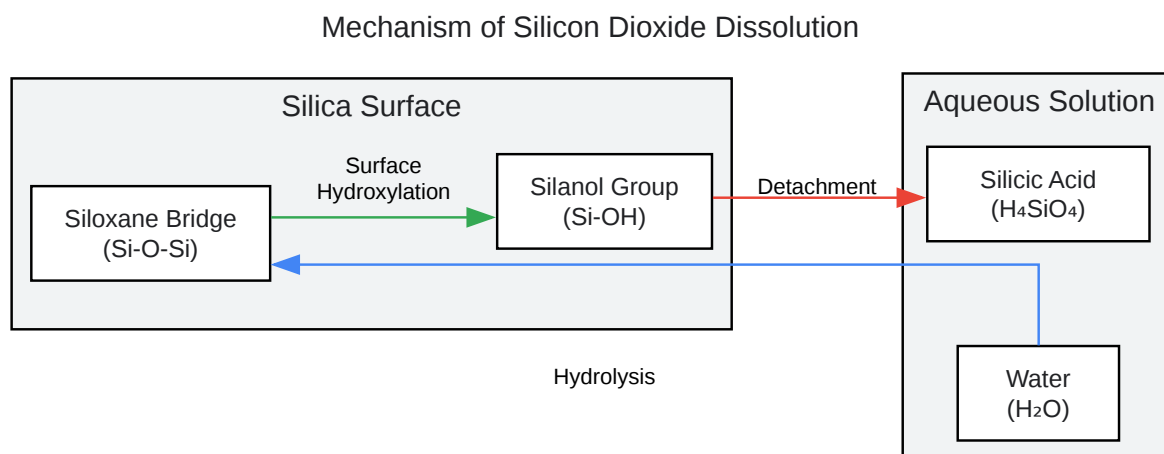 Mechanism of Silicon Dioxide Dissolution
Silica Surface
Aqueous Solution
Surface
Hydroxylation
Siloxane Bridge
(Si-O-Si)
Silanol Group
(Si-OH)
Detachment
Silicic Acid
(H₄SiO₄)
Hydrolysis
Water
(H₂O)